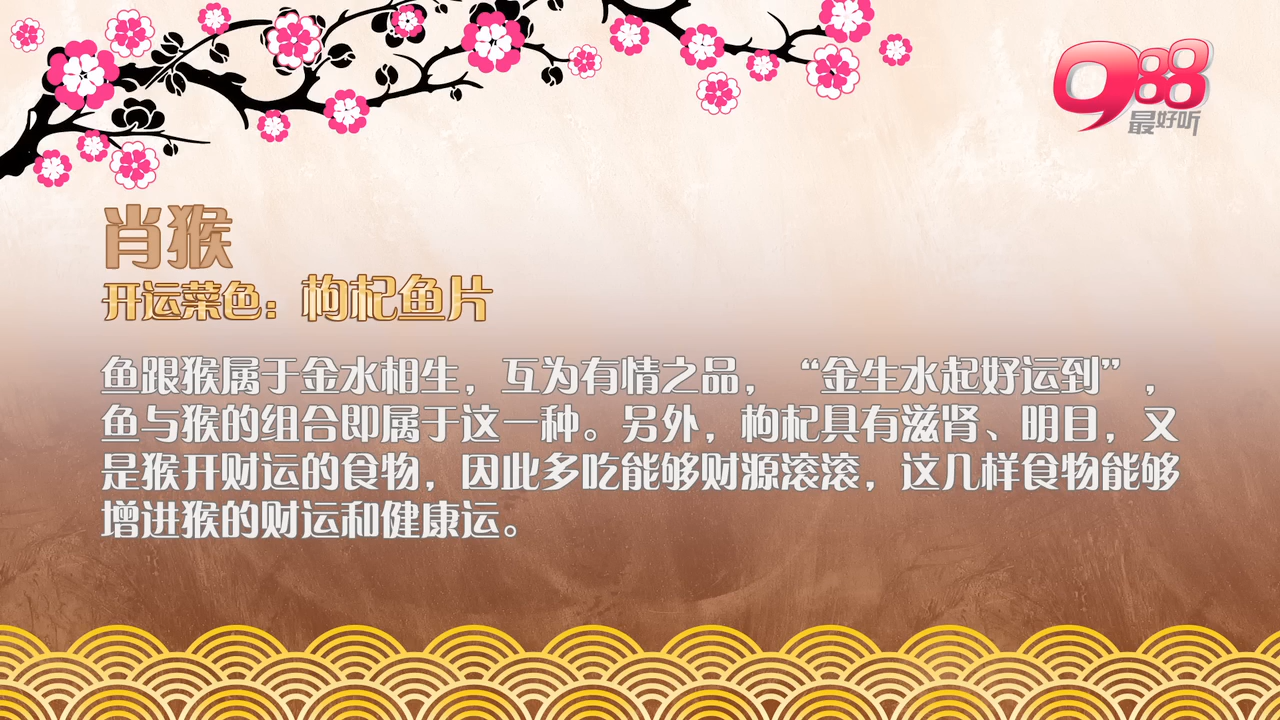 988
最好听
肖猴
开运菜色：枸杞鱼片
鱼跟猴属于金水相生，互为有情之品，“金生水起好运到”，
鱼与猴的组合即属于这一种。另外，枸杞具有滋肾、明目，又
是猴开财运的食物，因此多吃能够财源滚滚，这几样食物能够
增进猴的财运和健康运。